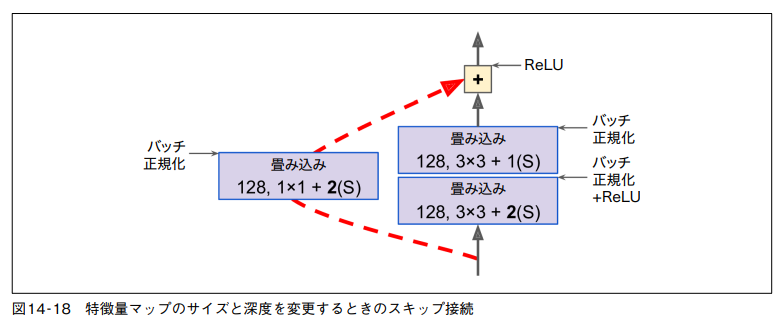 ReLU
+
バッチ
正規化
畳み込み
128, 3×3 + 1(S)
バッチ
正規化
畳み込み
128, 1×1 + 2(S)
バッチ
正規化
+ReLU
畳み込み
128, 3×3 + 2(S)
図14-18 特徴量マップのサイズと深度を変更するときのスキップ接続